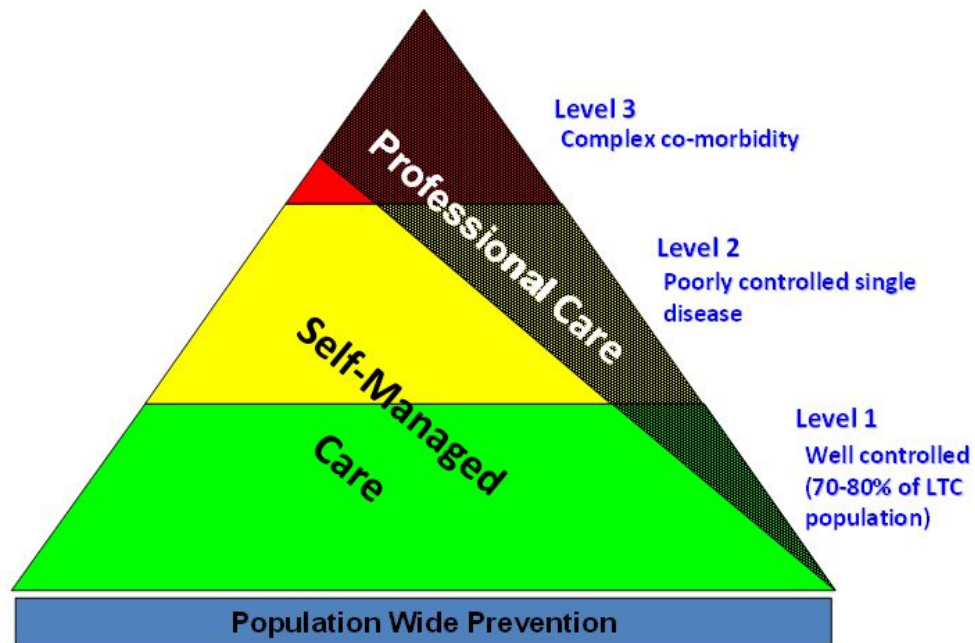 Level 3
Complex co-morbidity
Professional Care
Level 2
Poorly controlled single
disease
Self-Managed
Care
Level 1
Well controlled
(70-80% of LTC
population)
Population Wide Prevention